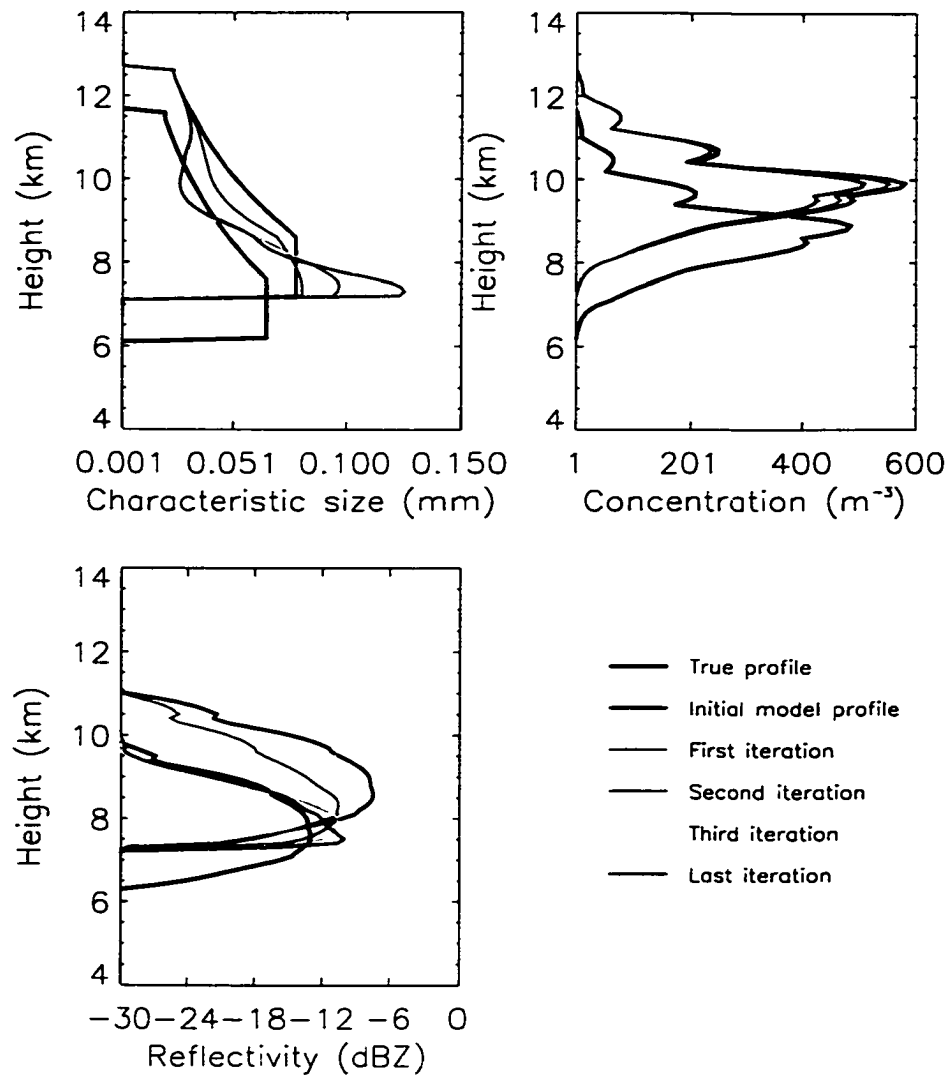 14
12
10
8
6
4
Height (km)
0.001 0.051 0.100 0.150
Characteristic size (mm)
14
12
10
8
6
4
Height (km)
1 201 400 600
Concentration (m⁻³)
14
12
10
8
6
4
Height (km)
−30−24−18−12 −6 0
Reflectivity (dBZ)
True profile
Initial model profile
First iteration
Second iteration
Third iteration
Last iteration